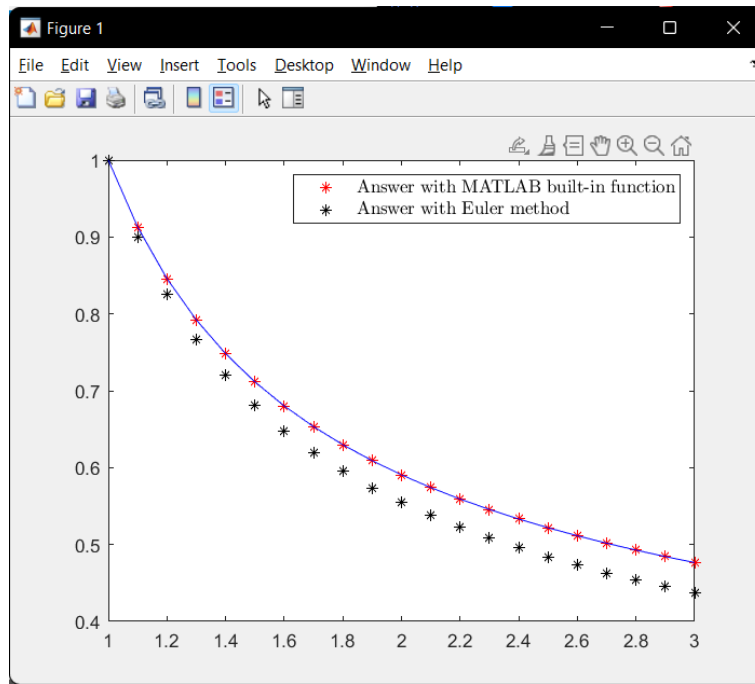 Figure 1
File Edit View Insert Tools Desktop Window Help
Answer with MATLAB built-in function
Answer with Euler method
1
0.9
0.8
0.7
0.6
0.5
0.4
1 1.2 1.4 1.6 1.8 2 2.2 2.4 2.6 2.8 3